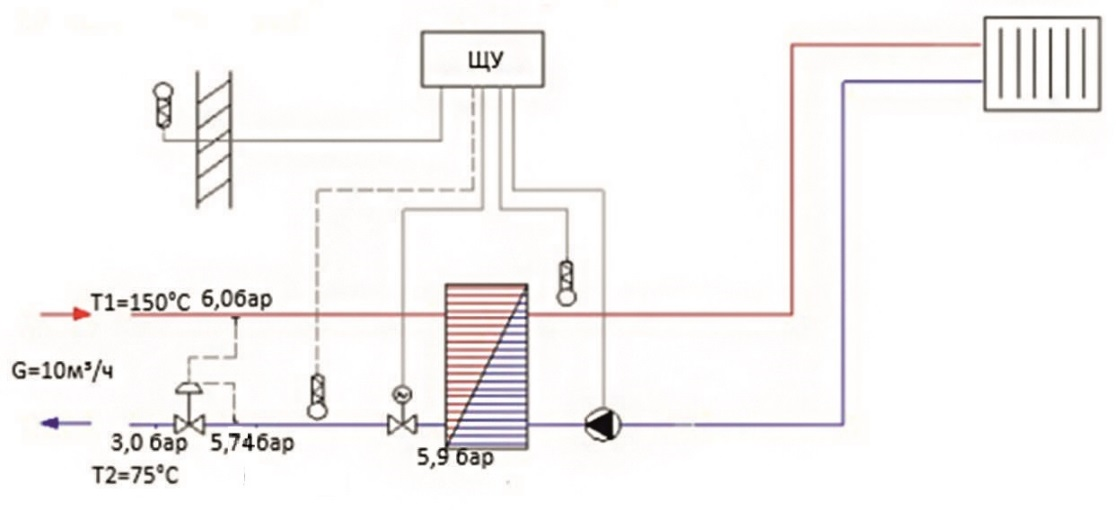 ЩУ
T1=150°C 6,0бар
G=10м³/ч
3,0 бар 5,74бар
5,9 бар
T2=75°C